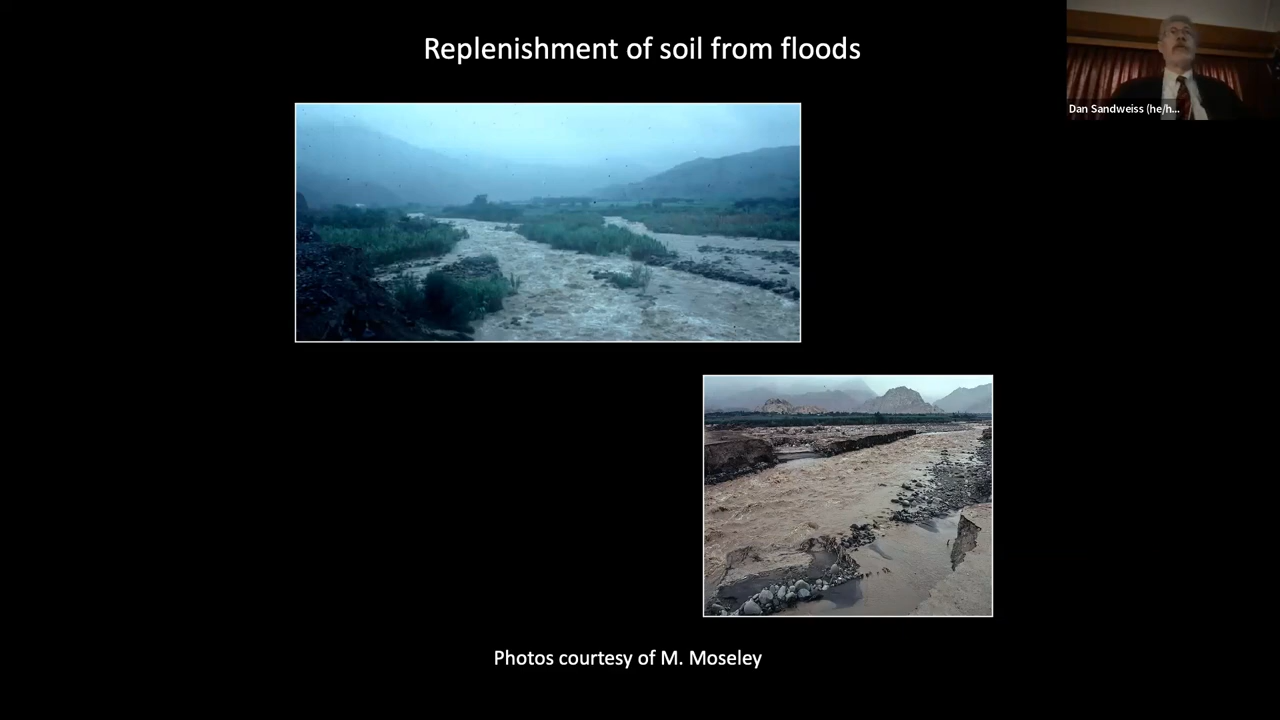 Replenishment of soil from floods
Dan Sandweiss (he/h...
Photos courtesy of M. Moseley